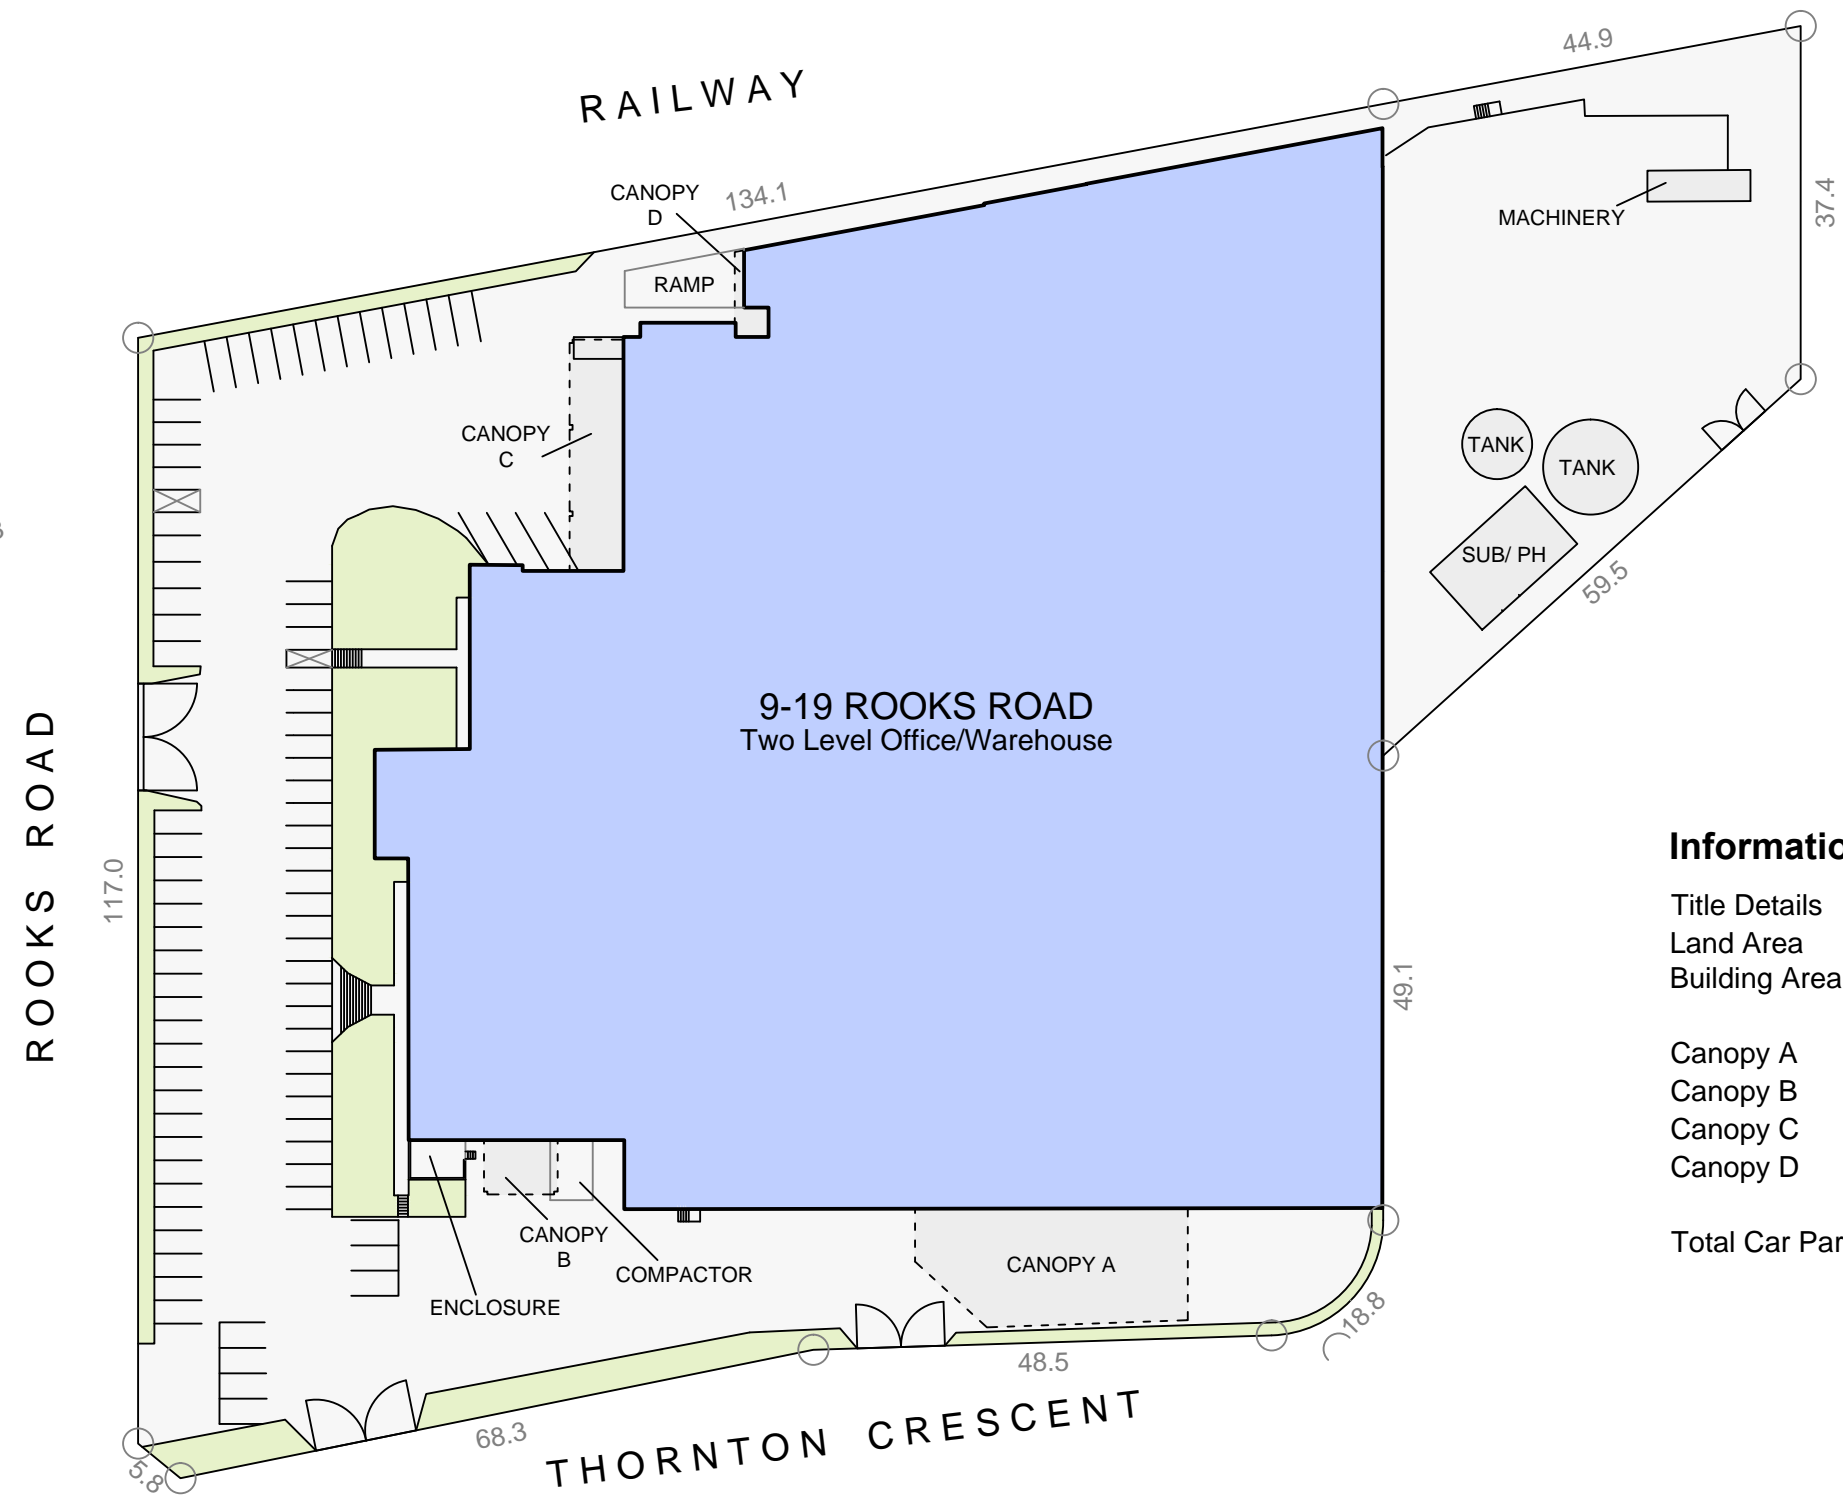 RAILWAY
44.9
134.1
37.4
CANOPY
D
RAMP
MACHINERY
CANOPY
C
TANK
TANK
SUB/ PH
59.5
9-19 ROOKS ROAD
Two Level Office/Warehouse
ROOKS ROAD
117.0
49.1
Title Details
Land Area
Building Area
Canopy A
Canopy B
Canopy C
Canopy D
Total Car
CANOPY
B
COMPACTOR
ENCLOSURE
CANOPY A
18.8
48.5
68.3
5.8
THORNTON CRESCENT